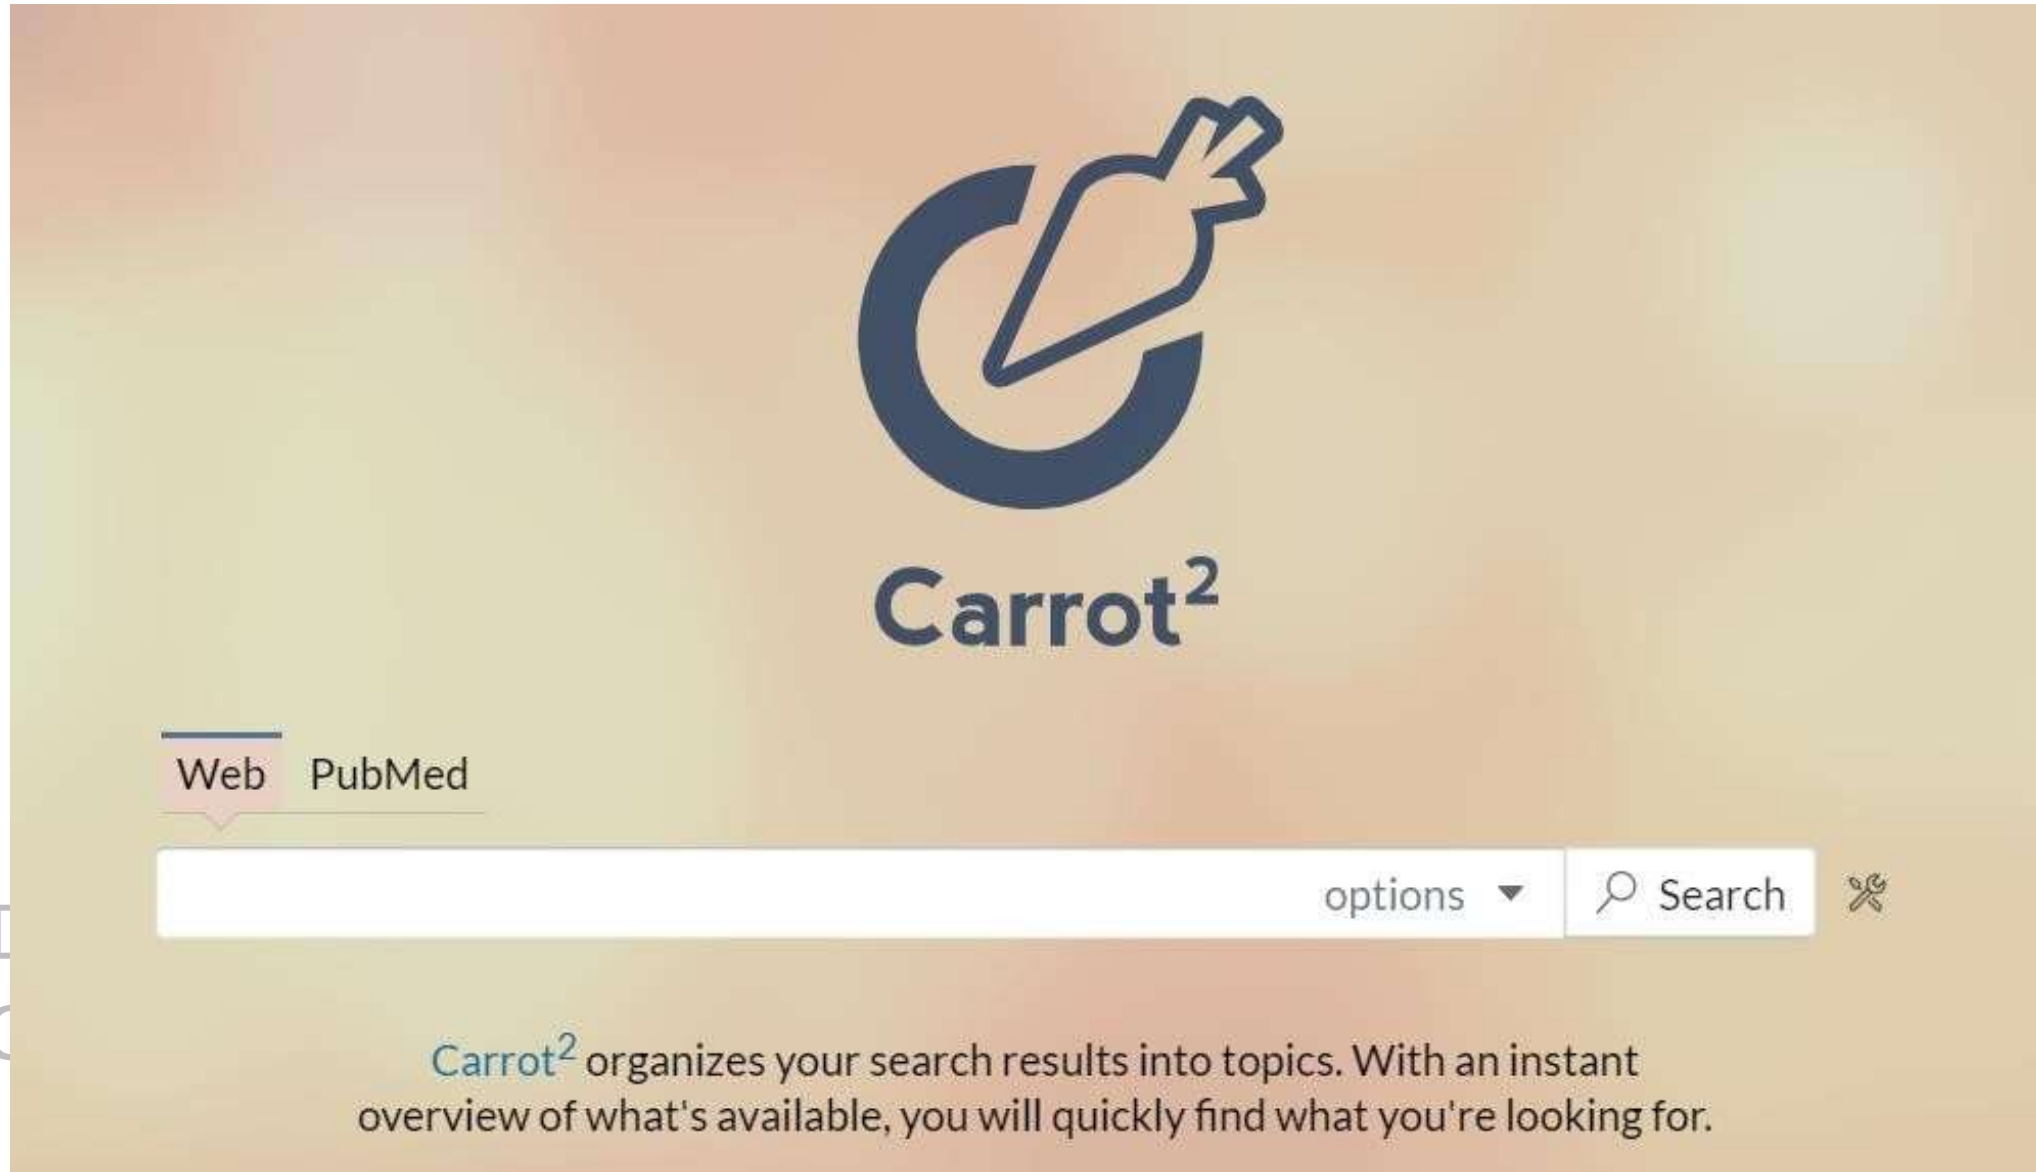 Carrot²
Web PubMed
options Search
Carrot² organizes your search results into topics. With an instant
overview of what's available, you will quickly find what you're looking for.